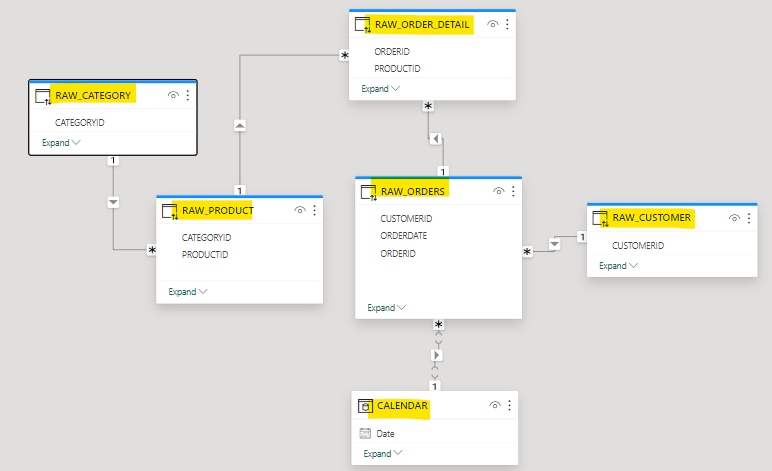 RAW_ORDER_DETAIL
ORDERID
PRODUCTID
Expand
*
*
RAW_CATEGORY
CATEGORYID
Expand
1
1
1
RAW_PRODUCT
CATEGORYID
PRODUCTID
Expand
*
RAW_ORDERS
CUSTOMERID
ORDERDATE
ORDERID
Expand
*
*
RAW_CUSTOMER
CUSTOMERID
Expand
1
1
CALENDAR
Date
Expand